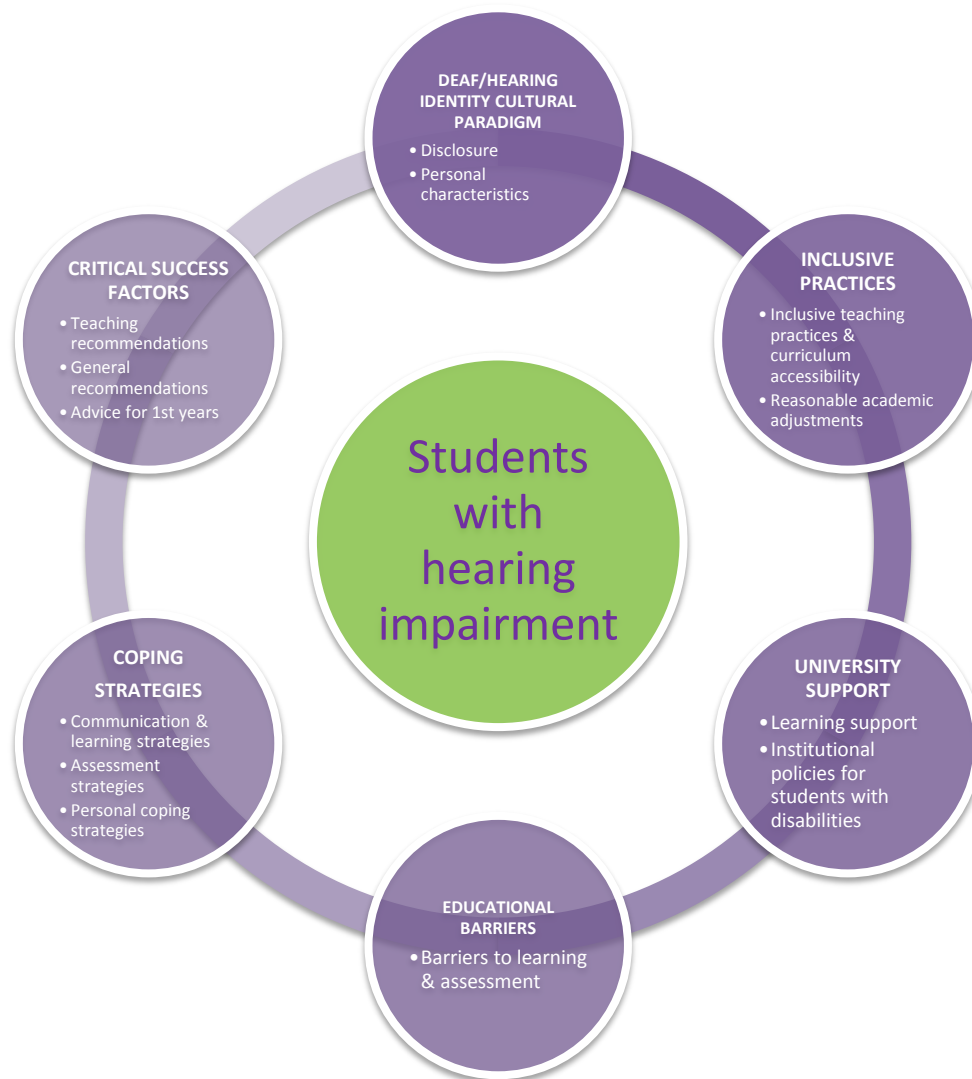 DEAF/HEARING
IDENTITY CULTURAL
PARADIGM
• Disclosure
• Personal
characteristics
INCLUSIVE
PRACTICES
• Inclusive teaching
practices &
curriculum
accessibility
• Reasonable academic
adjustments
UNIVERSITY
SUPPORT
• Learning support
• Institutional
policies for
students with
disabilities
EDUCATIONAL
BARRIERS
• Barriers to learning
& assessment
COPING
STRATEGIES
• Communication &
learning strategies
• Assessment
strategies
• Personal coping
strategies
CRITICAL SUCCESS
FACTORS
• Teaching
recommendations
• General
recommendations
• Advice for 1st years
Students
with
hearing
impairment